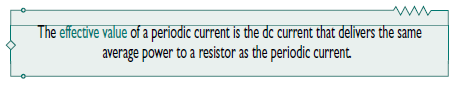 The effective value of a periodic current is the dc current that delivers the same
average power to a resistor as the periodic current.